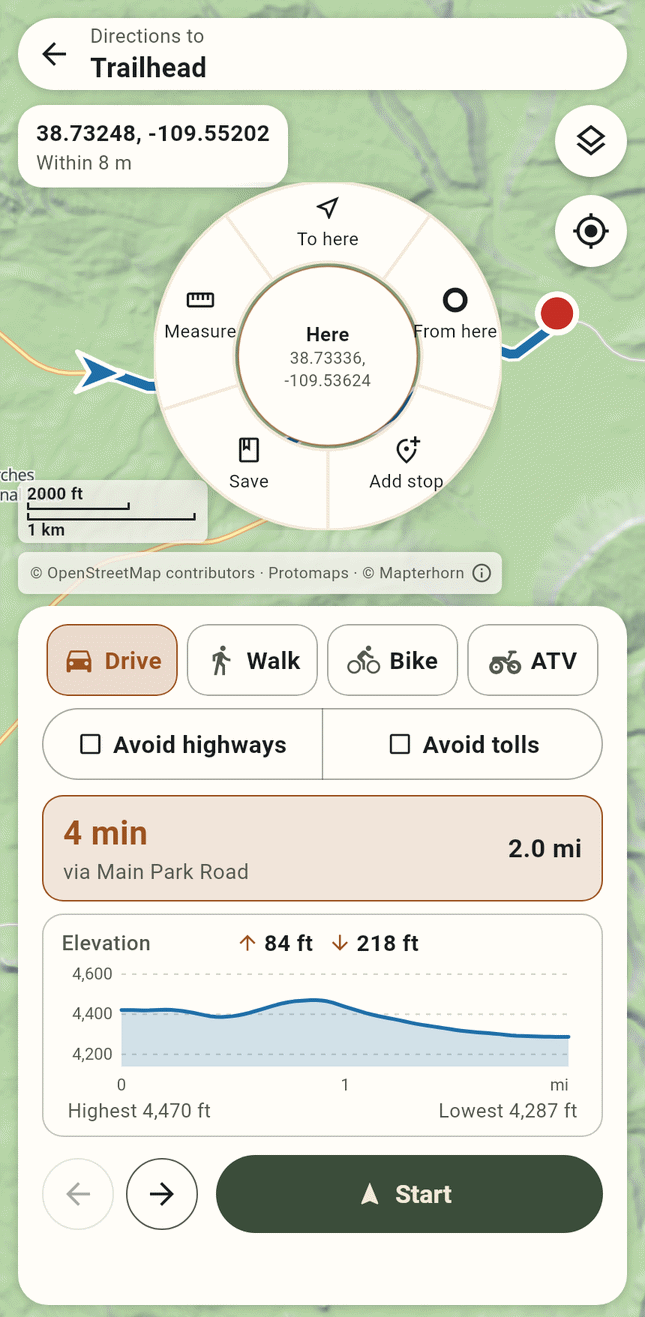 Directions to
Trailhead
38.73248, -109.55202
Within 8 m
To here
Measure
From here
Here
38.73336,
-109.53624
Save
Add stop
2000 ft
1 km
© OpenStreetMap contributors · Protomaps · © Mapterhorn
Drive
Walk
Bike
ATV
Avoid highways
Avoid tolls
4 min
via Main Park Road
2.0 mi
Elevation
84 ft
218 ft
4,600
4,400
4,200
0
1
mi
Highest 4,470 ft
Lowest 4,287 ft
Start